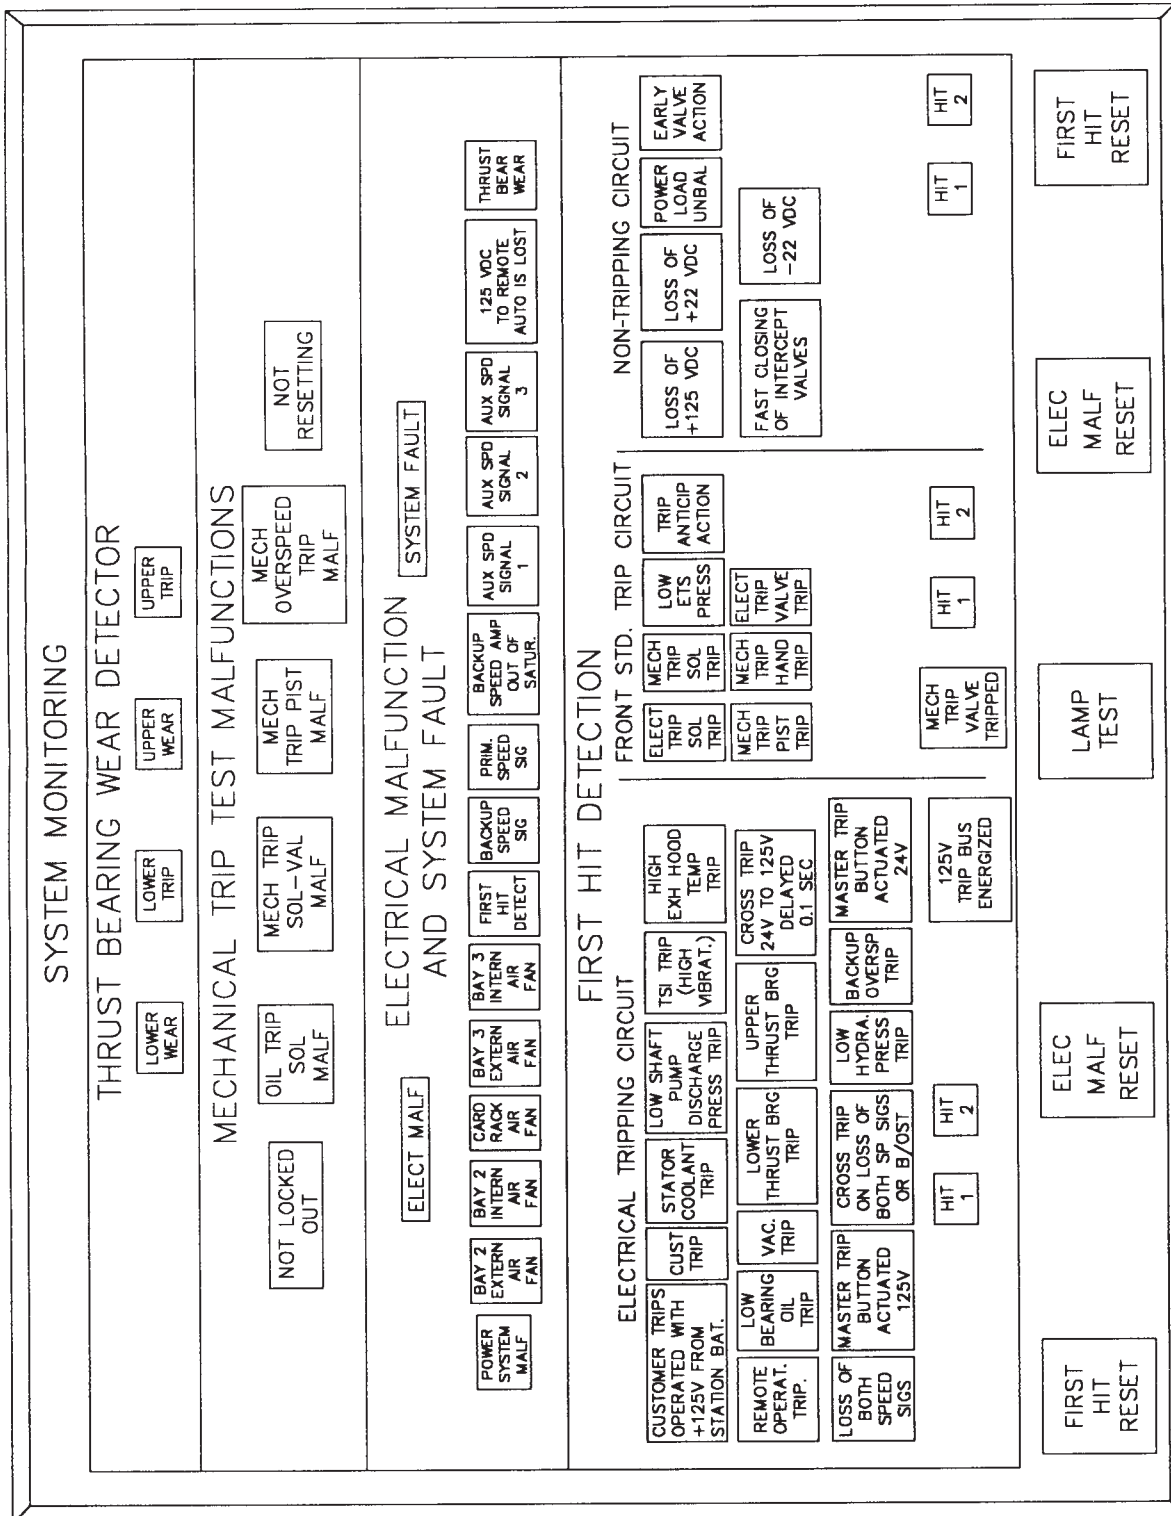 SYSTEM MONITORING
THRUST BEARING WEAR DETECTOR
LOWER
WEAR
LOWER
TRIP
UPPER
WEAR
UPPER
TRIP
MECHANICAL TRIP TEST MALFUNCTIONS
NOT LOCKED
OUT
OIL TRIP
SOL
MALF
MECH TRIP
SOL-VAL
MALF
MECH
TRIP PIST
MALF
MECH
OVERSPEED
TRIP
MALF
NOT
RESETTING
ELECTRICAL MALFUNCTION
AND SYSTEM FAULT
ELECT MALF
SYSTEM FAULT
POWER
SYSTEM
MALF
BAY 2
EXTERN
AIR
FAN
BAY 2
INTERN
AIR
FAN
CARD
RACK
AIR
FAN
BAY 3
EXTERN
AIR
FAN
BAY 3
INTERN
AIR
FAN
FIRST
HIT
DETECT
BACKUP
SPEED
SIG
PRIM.
SPEED
SIG
BACKUP
SPEED AMP
OUT OF
SATUR.
AUX SPD
SIGNAL
1
AUX SPD
SIGNAL
2
AUX SPD
SIGNAL
3
125 VDC
TO REMOTE
AUTO IS LOST
THRUST
BEAR
WEAR
FIRST HIT DETECTION
ELECTRICAL TRIPPING CIRCUIT
CUSTOMER TRIPS
OPERATED WITH
+125V FROM
STATION BAT.
CUST
TRIP
STATOR
COOLANT
TRIP
LOW SHAFT
PUMP
DISCHARGE
PRESS TRIP
TSI TRIP
(HIGH
VIBRAT.)
HIGH
EXH HOOD
TEMP
TRIP
REMOTE
OPERAT.
TRIP.
LOW
BEARING
OIL
TRIP
VAC.
TRIP
LOWER
THRUST BRG
TRIP
UPPER
THRUST BRG
TRIP
CROSS TRIP
24V TO 125V
DELAYED
0.1 SEC
LOSS OF
BOTH
SPEED
SIGS
MASTER TRIP
BUTTON
ACTUATED
125V
CROSS TRIP
ON LOSS OF
BOTH SP SIGS
OR B/OST
LOW
HYDRA.
PRESS
TRIP
BACKUP
OVERSP
TRIP
MASTER TRIP
BUTTON
ACTUATED
24V
HIT
1
HIT
2
125V
TRIP BUS
ENERGIZED
FRONT STD. TRIP CIRCUIT
ELECT
TRIP
SOL
TRIP
MECH
TRIP
SOL
TRIP
LOW
ETS
PRESS
TRIP
ANTICIP
ACTION
MECH
TRIP
PIST
TRIP
MECH
TRIP
HAND
TRIP
ELECT
TRIP
VALVE
TRIP
MECH
TRIP
VALVE
TRIPPED
HIT
1
HIT
2
NON-TRIPPING CIRCUIT
LOSS OF
+125 VDC
LOSS OF
+22 VDC
POWER
LOAD
UNBAL
EARLY
VALVE
ACTION
FAST CLOSING
OF INTERCEPT
VALVES
LOSS OF
-22 VDC
HIT
1
HIT
2
FIRST
HIT
RESET
ELEC
MALF
RESET
LAMP
TEST
ELEC
MALF
RESET
FIRST
HIT
RESET